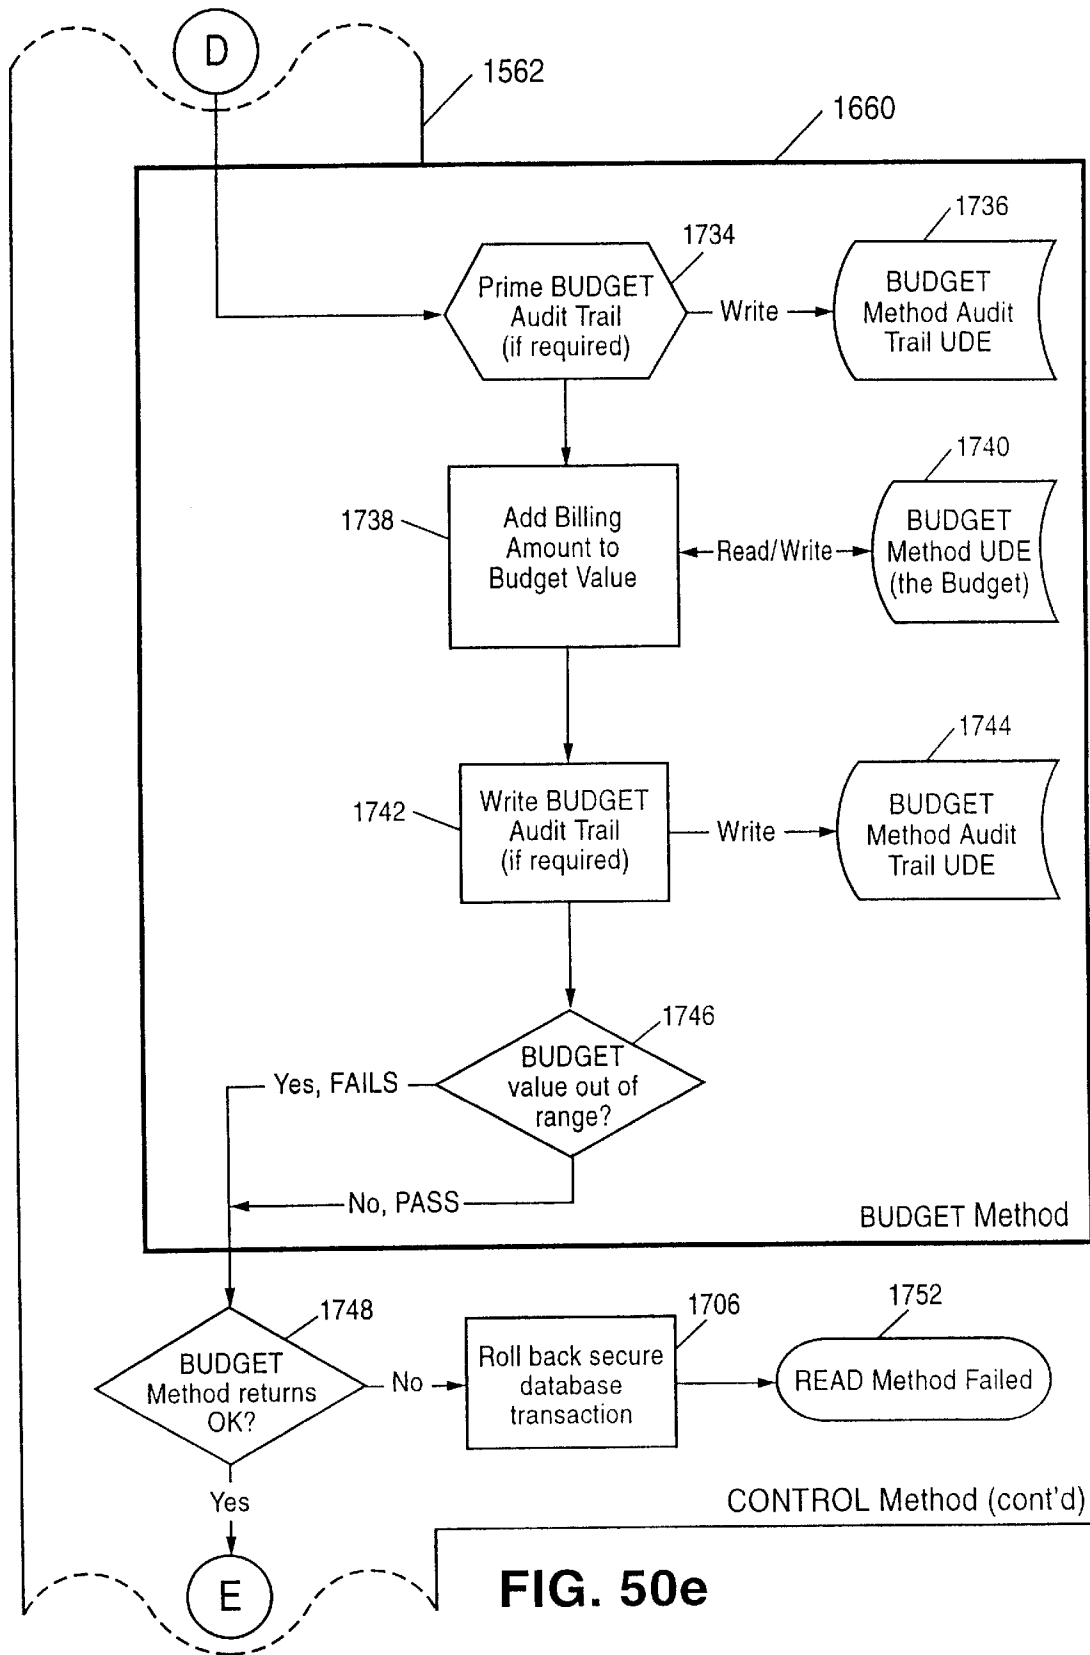 D
1562
1660
1734
1736
Prime BUDGET
Audit Trail
(if required)
Write
BUDGET
Method Audit
Trail UDE
1738
1740
Add Billing
Amount to
Budget Value
Read/Write
BUDGET
Method UDE
(the Budget)
1742
1744
Write BUDGET
Audit Trail
(if required)
Write
BUDGET
Method Audit
Trail UDE
1746
BUDGET
value out of
range?
Yes, FAILS
No, PASS
BUDGET Method
1748
BUDGET
Method returns
OK?
No
1706
Roll back secure
database
transaction
1752
READ Method Failed
Yes
CONTROL Method (cont'd)
E
FIG. 50e